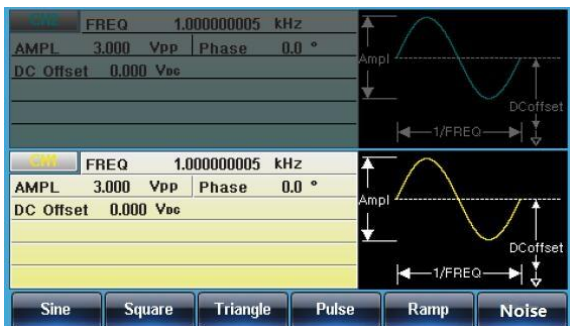 FREQ 1.000000005 kHz
AMPL 3.000 Vpp Phase 0.0 °
DC Offset 0.000 VDC
Ampl
DCoffset
1/FREQ
CH1 FREQ 1.000000005 kHz
AMPL 3.000 Vpp Phase 0.0 °
DC Offset 0.000 VDC
Ampl
DCoffset
1/FREQ
Sine Square Triangle Pulse Ramp Noise